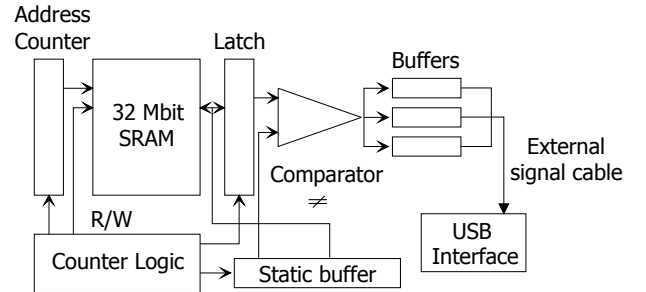 Address
Counter
Latch
Buffers
32 Mbit
SRAM
External
signal cable
Comparator
≠
R/W
Counter Logic
Static buffer
USB
Interface